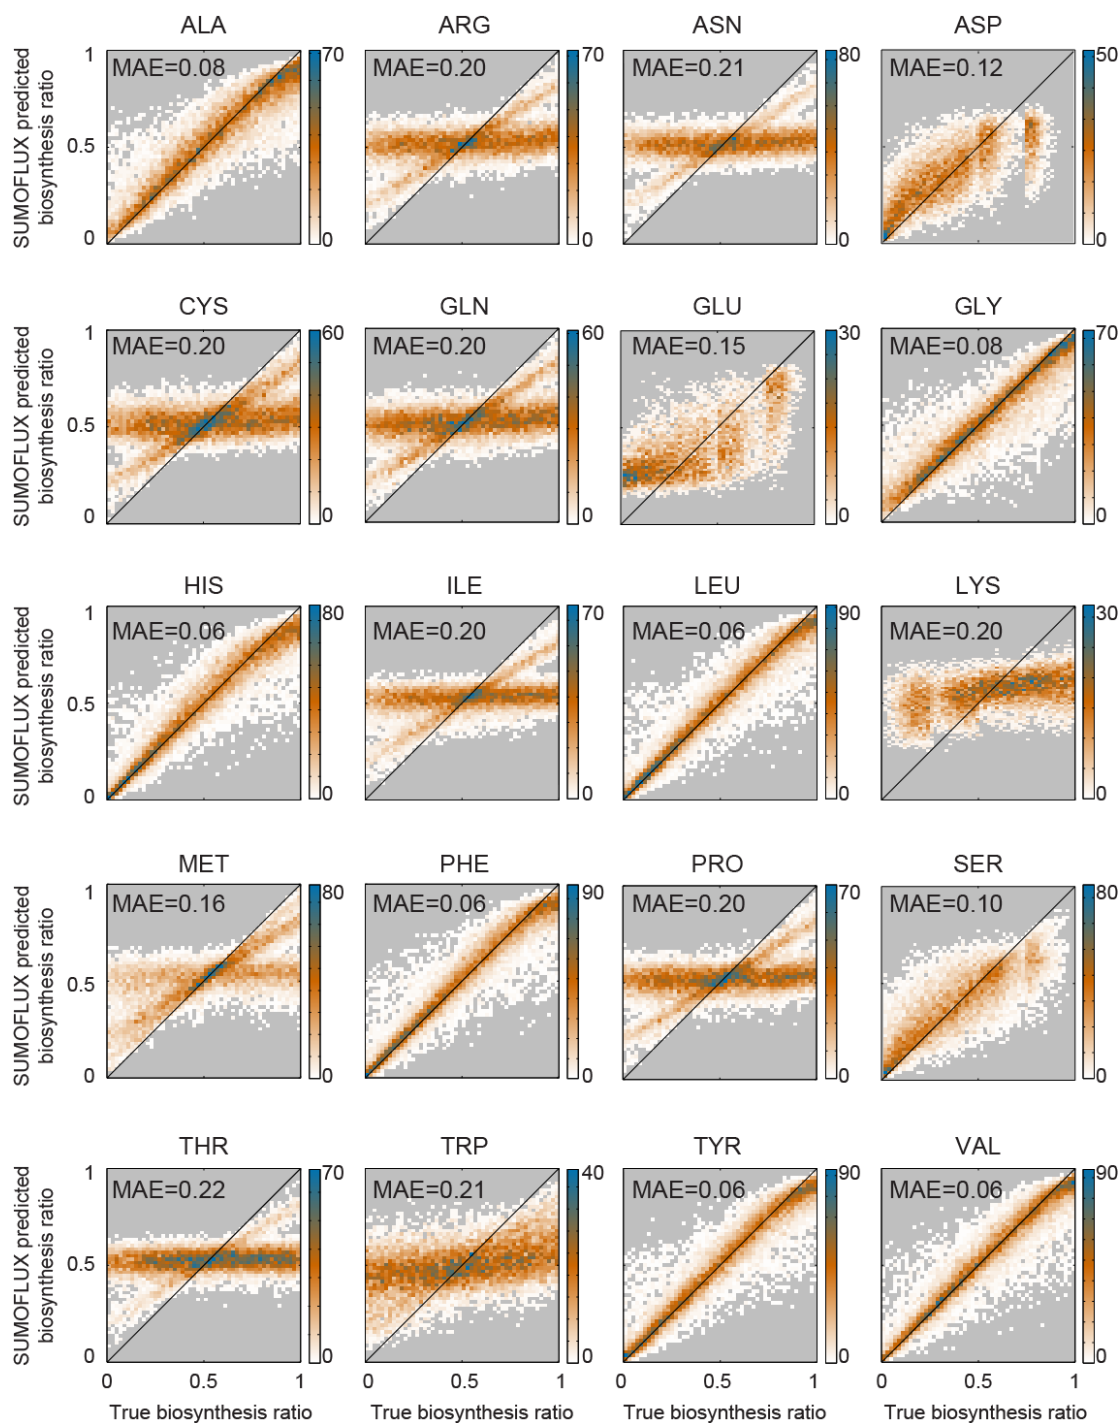 ALA ARG ASN ASP
SUMOFLUX predicted
biosynthesis ratio
1
0.5
0
MAE=0.08
70
0
MAE=0.20
70
0
MAE=0.21
80
0
MAE=0.12
50
0
CYS GLN GLU GLY
SUMOFLUX predicted
biosynthesis ratio
1
0.5
0
MAE=0.20
60
0
MAE=0.20
60
0
MAE=0.15
30
0
MAE=0.08
70
0
HIS ILE LEU LYS
SUMOFLUX predicted
biosynthesis ratio
1
0.5
0
MAE=0.06
80
0
MAE=0.20
70
0
MAE=0.06
90
0
MAE=0.20
30
0
MET PHE PRO SER
SUMOFLUX predicted
biosynthesis ratio
1
0.5
0
MAE=0.16
80
0
MAE=0.06
90
0
MAE=0.20
70
0
MAE=0.10
80
0
THR TRP TYR VAL
SUMOFLUX predicted
biosynthesis ratio
1
0.5
0
MAE=0.22
70
0
MAE=0.21
40
0
MAE=0.06
90
0
MAE=0.06
90
0
0 0.5 1 0 0.5 1 0 0.5 1 0 0.5 1
True biosynthesis ratio True biosynthesis ratio True biosynthesis ratio True biosynthesis ratio